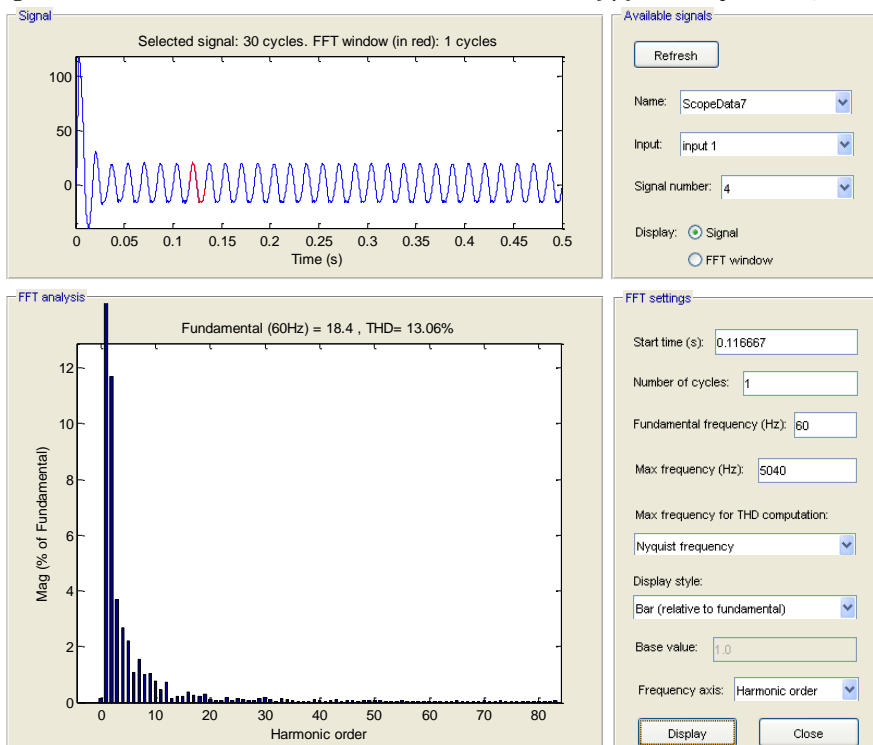 Signal
Selected signal: 30 cycles. FFT window (in red): 1 cycles
100
50
0
0 0.05 0.1 0.15 0.2 0.25 0.3 0.35 0.4 0.45 0.5
Time (s)
Available signals
Refresh
Name: ScopeData7
Input: input 1
Signal number: 4
Display: Signal
FFT window
FFT analysis
Fundamental (60Hz) = 18.4 , THD= 13.06%
12
10
8
6
4
2
0
Mag (% of Fundamental)
0 10 20 30 40 50 60 70 80
Harmonic order
FFT settings
Start time (s): 0.116667
Number of cycles: 1
Fundamental frequency (Hz): 60
Max frequency (Hz): 5040
Max frequency for THD computation:
Nyquist frequency
Display style:
Bar (relative to fundamental)
Base value: 1.0
Frequency axis: Harmonic order
Display Close